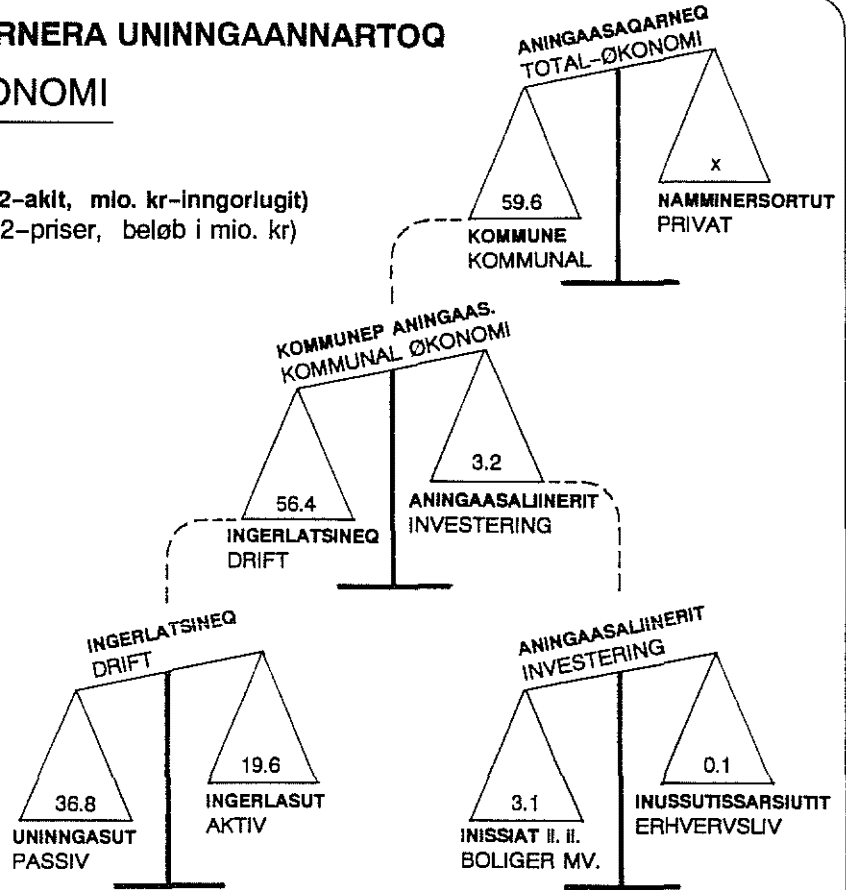 RNERA UNINNGAANNARTOQ
ONOMI
2-akit, mio. kr-inngorlugit)
2-priser, beløb i mio. kr)
ANINGAASAQARNEQ
TOTAL-ØKONOMI
59.6
KOMMUNE
KOMMUNAL
x
NAMMINERSORTUT
PRIVAT
KOMMUNEP ANINGAAS.
KOMMUNAL ØKONOMI
56.4
INGERLATSINEQ
DRIFT
3.2
ANINGAASALIINERIT
INVESTERING
INGERLATSINEQ
DRIFT
36.8
UNINNGASUT
PASSIV
19.6
INGERLASUT
AKTIV
ANINGAASALIINERIT
INVESTERING
3.1
INISSIAT II. II.
BOLIGER MV.
0.1
INUSSUTISSARSIUTIT
ERHVERVSLIV